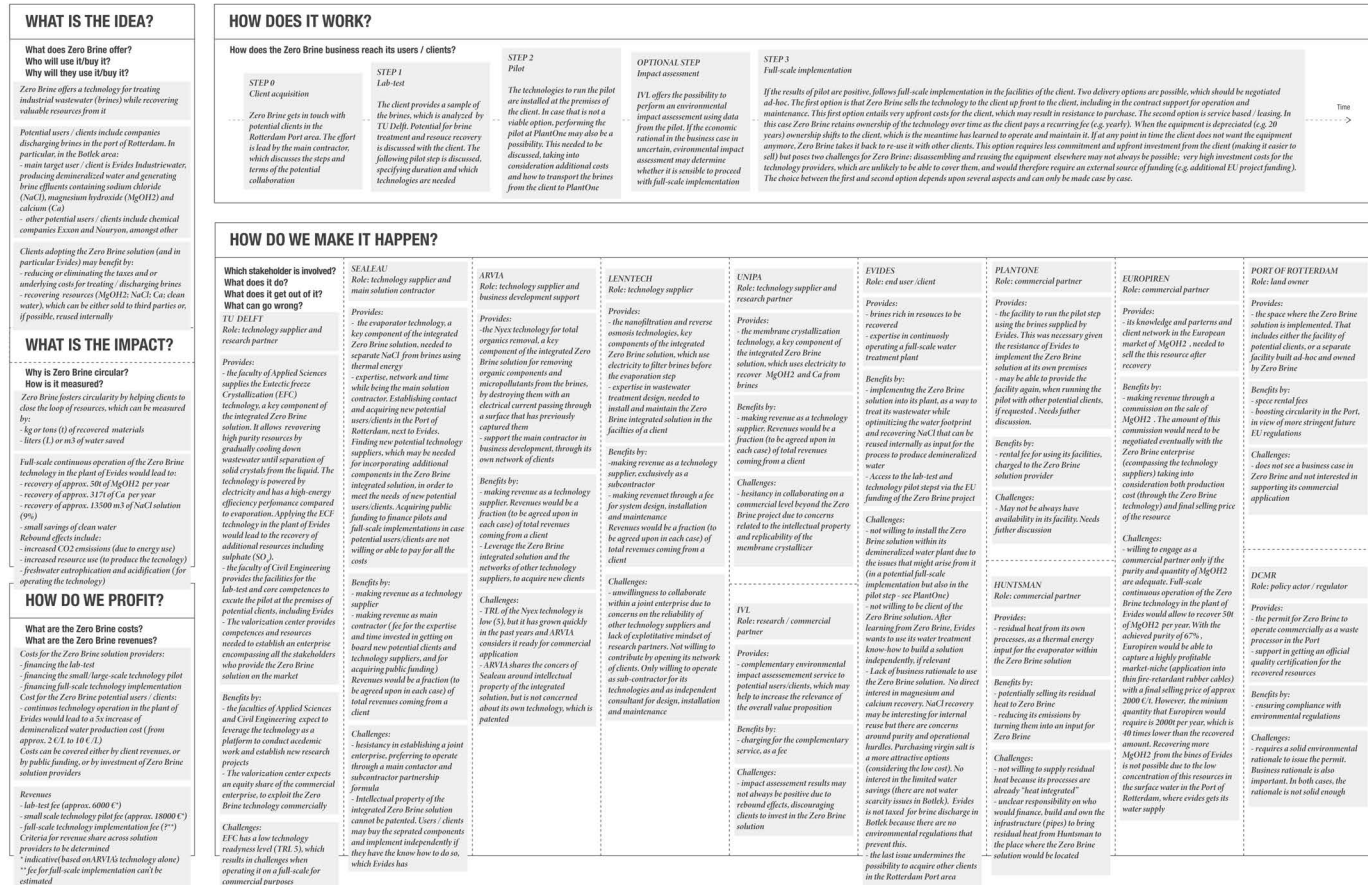 WHAT IS THE IDEA?
What does Zero Brine offer?
Who will use it/buy it?
Why will they use it/buy it?
Zero Brine offers a technology for treating
industrial wastewater (brines) while recovering
valuable resources from it
Potential users / clients include companies
discharging brines in the port of Rotterdam. In
particular, in the Botlek area:
- main target user / client is Evides Industriewater,
producing demineralized water and generating
brine effluents containing sodium chloride
(NaCl), magnesium hydroxide (MgOH2) and
calcium (Ca)
- other potential users / clients include chemical
companies Exxon and Nouryon, amongst other
Clients adopting the Zero Brine solution (and in
particular Evides) may benefit by:
- reducing or eliminating the taxes and or
underlying costs for treating / discharging brines
- recovering resources (MgOH2; NaCl; Ca; clean
water), which can be either sold to third parties or,
if possible, reused internally
WHAT IS THE IMPACT?
Why is Zero Brine circular?
How is it measured?
Zero Brine fosters circularity by helping clients to
close the loop of resources, which can be measured
by:
- kg or tons (t) of recovered materials
- liters (L) or m3 of water saved
Full-scale continuous operation of the Zero Brine
technology in the plant of Evides would lead to:
- recovery of approx. 50t of MgOH2 per year
- recovery of approx. 317t of Ca per year
- recovery of approx. 13500 m3 of NaCl solution
(9%)
- small savings of clean water
Rebound effects include:
- increased CO2 emsissions (due to energy use)
- increased resource use (to produce the tecnology)
- freshwater eutrophication and acidification ( for
operating the technology)
HOW DO WE PROFIT?
What are the Zero Brine costs?
What are the Zero Brine revenues?
Costs for the Zero Brine solution providers:
- financing the lab-test
- financing the small/large-scale technology pilot
- financing full-scale technology implementation
Cost for the Zero Brine potential users / clients:
- continuos technology operation in the plant of
Evides would lead to a 5x increase of
demineralized water production cost ( from
approx. 2 €/L to 10 €/L)
Costs can be covered either by client revenues, or
by public funding, or by investment of Zero Brine
solution providers
Revenues
- lab-test fee (approx. 6000 €*)
- small scale technology pilot fee (approx. 18000 €*)
- full-scale technology implementation fee (?**)
Criteria for revenue share across solution
providers to be determined
* indicative(based onARVIA's technology alone)
** fee for full-scale implementation can't be
estimated
HOW DOES IT WORK?
How does the Zero Brine business reach its users / clients?
STEP 0
Client acquisition
Zero Brine gets in touch with
potential clients in the
Rotterdam Port area. The effort
is lead by the main contractor,
which discusses the steps and
terms of the potential
collaboration
STEP 1
Lab-test
The client provides a sample of
the brines, which is analyzed by
TU Delft. Potential for brine
treatment and resouce recovery
is discussed with the client. The
following pilot step is discussed,
specifying duration and which
technologies are needed
STEP 2
Pilot
The technologies to run the pilot
are installed at the premises of
the client. In case that is not a
viable option, performing the
pilot at PlantOne may also be a
possibility. This needed to be
discussed, taking into
consideration additional costs
and how to transport the brines
from the client to PlantOne
OPTIONAL STEP
Impact assessment
IVL offers the possibility to
perform an environmental
impact assessment using data
from the pilot. If the economic
rational in the business case in
uncertain, evironmental impact
assessment may determine
whether it is sensible to proceed
with full-scale implementation
STEP 3
Full-scale implementation
If the results of pilot are positive, follows full-scale implementation in the facilities of the client. Two delivery options are possible, which should be negotiated
ad-hoc. The first option is that Zero Brine sells the technology to the client up front to the client, including in the contract support for operation and
maintenance. This first option entails very upfront costs for the client, which may result in resistance to purchase. The second option is service based / leasing. In
this case Zero Brine retains ownership of the technology over time as the client pays a recurring fee (e.g. yearly). When the equipment is depreciated (e.g. 20
years) ownership shifts to the client, which is the meantime has learned to operate and maintain it. If at any point in time the client does not want the equipment
anymore, Zero Brine takes it back to re-use it with other clients. This option requires less commitment and upfront investment from the client (making it easier to
sell) but poses two challenges for Zero Brine: disassembling and reusing the equipment elsewhere may not always be possible; very high investment costs for the
technology providers, which are unlikely to be able to cover them, and would therefore require an external source of funding (e.g. additional EU project funding).
The choice between the first and second option depends upon several aspects and can only be made case by case.
Time
HOW DO WE MAKE IT HAPPEN?
Which stakeholder is involved?
What does it do?
What does it get out of it?
What can go wrong?
TU DELFT
Role: technology supplier and
research partner
Provides:
- the faculty of Applied Sciences
supplies the Eutectic freece
Crystallization (EFC)
technology, a key component of
the integrated Zero Brine
solution. It allows revovering
high purity resources by
gradually cooling down
wastewater until separation of
solid crystals from the liquid. The
technology is powered by
electricity and has a high-energy
effieciency perfomance compared
to evaporation. Applying the ECF
technology in the plant of Evides
would lead to the recovery of
additional resources including
sulphate (SO₄).
- the faculty of Civil Engineering
provides the facilities for the
lab-test and core competences to
excute the pilot at the premises of
potential clients, including Evides
- The valorization center provides
competences and resources
needed to establish an enterprise
encompassing all the stakeholders
who provide the Zero Brine
solution on the market
Benefits by:
- the faculties of Applied Sciences
and Civil Engineering expect to
leverage the technology as a
platform to conduct acedemic
work and establish new research
projects
- The valorization center expects
an equity share of the commercial
enterprise, to exploit the Zero
Brine technology commercially
Challenges:
EFC has a low technology
readyness level (TRL 5), which
results in challenges when
operating it on a full-scale for
commercial purposes
SEALEAU
Role: technology supplier and
main solution contractor
Provides:
- the evaporator technology, a
key component of the integrated
Zero Brine solution, needed to
separate NaCl from brines using
thermal energy
- expertise, network and time
while being the main solution
contractor. Establishing contact
and acquiring new potential
users/clients in the Port of
Rotterdam, next to Evides.
Finding new potential technology
suppliers, which may be needed
for incorporating additional
components in the Zero Brine
integrated solution, in order to
meet the needs of new potential
users/clients. Acquiring public
funding to finance pilots and
full-scale implementations in case
potential users/clients are not
willing or able to pay for all the
costs
Benefits by:
- making revenue as a technology
supplier
- making revenue as main
contractor ( fee for the expertise
and time invested in getting on
board new potential clients and
technology suppliers, and for
acquiring public funding)
Revenues would be a fraction (to
be agreed upon in each case) of
total revenues coming from a
client
Challenges:
- hesistancy in establishing a joint
enterprise, preferring to operate
through a main contactor and
subcontractor partnership
formula
- Intellectual property of the
integrated Zero Brine solution
cannot be patented. Users / clients
may buy the seprated components
and implement independently if
they have the know how to do so,
which Evides has
ARVIA
Role: technology supplier and
business development support
Provides:
-the Nyex technology for total
organics removal, a key
component of the integrated Zero
Brine solution for removing
organic components and
micropollutants from the brines,
by destroying them with an
electrical current passing through
a surface that has previously
captured them
- support the main contractor in
business development, through its
own network of clients
Benefits by:
- making revenue as a technology
supplier. Revenues would be a
fraction (to be agreed upon in
each case) of total revenues
coming from a client
- Leverage the Zero Brine
integrated solution and the
networks of other technology
suppliers, to acquire new clients
Challenges:
- TRL of the Nyex technology is
low (5), but it has grown quickly
in the past years and ARVIA
considers it ready for commercial
application
- ARVIA shares the concers of
Sealeau around intellectual
property of the integrated
solution, but is not concerned
about its own technology, which is
patented
LENNTECH
Role: technology supplier
Provides:
- the nanofiltration and reverse
osmosis technologies, key
components of the integrated
Zero Brine solution, which use
electricity to filter brines before
the evaporation step
- expertise in wastewater
treatment design, needed to
install and maintain the Zero
Brine integrated solution in the
facilties of a client
Benefits by:
-making revenue as a technology
supplier, exclusively as a
subcontractor
- making revenuet through a fee
for system design, installation
and maintenance
Revenues would be a fraction (to
be agreed upon in each case) of
total revenues coming from a
client
Challenges:
- unwillingness to collaborate
within a joint enterprise due to
concerns on the reliability of
other technology suppliers and
lack of explotitative mindset of
research partners. Not willing to
contribute by opening its network
of clients. Only willing to operate
as sub-contractor for its
technologies and as independent
consultant for design, installation
and maintenance
UNIPA
Role: technology supplier and
research partner
Provides:
- the membrane crystallization
technology, a key component of
the integrated Zero Brine
solution, which uses electricity to
recover MgOH2 and Ca from
brines
Benefits by:
- making revenue as a technology
supplier. Revenues would be a
fraction (to be agreed upon in
each case) of total revenues
coming from a client
Challenges:
- hestitancy in collaborating on a
commercial level beyond the Zero
Brine project due to concerns
related to the intellectual property
and replicability of the
membrane crystallizer
IVL
Role: research / commercial
partner
Provides:
- complementary environmental
impact assessemement service to
potential users/clients, which may
help to increase the relevance of
the overall value proposition
Benefits by:
- charging for the complementary
service, as a fee
Challenges:
- impact assessement results may
not always be positive due to
rebound effects, discouraging
clients to invest in the Zero Brine
solution
EVIDES
Role: end user /client
Provides:
- brines rich in resouces to be
recovered
- expertise in continuosly
operating a full-scale water
treatment plant
Benefits by:
- implementing the Zero Brine
solution into its plant, as a way to
treat its wastewater while
optimitizing the water footprint
and recovering NaCl that can be
reused internally as input for the
process to produce demineralized
water
- Access to the lab-test and
technology pilot stepst via the EU
funding of the Zero Brine project
Challenges:
- not willing to install the Zero
Brine solution within its
demineralized water plant due to
the issues that might arise from it
(in a potential full-scale
implementation but also in the
pilot step - see PlantOne)
- not willing to be client of the
Zero Brine solution. After
learning from Zero Brine, Evides
wants to use its water treatment
know-how to build a solution
independently, if relevant
- Lack of business rationale to use
the Zero Brine solution. No direct
interest in magnesium and
calcium recovery. NaCl recovery
may be interesting for internal
reuse but there are concerns
around purity and operational
hurdles. Purchasing virgin salt is
a more attractive options
(considering the low cost). No
interest in the limited water
savings (there are not water
scarcity issues in Botlek). Evides
is not taxed for brine discharge in
Botlek because there are no
environmental regulations that
prevent this.
- the last issue undermines the
possibility to acquire other clients
in the Rotterdam Port area
PLANTONE
Role: commercial partner
Provides:
- the facility to run the pilot step
using the brines supplied by
Evides. This was necessary given
the resistance of Evides to
implement the Zero Brine
solution at its own premises
- may be able to provide the
facility again, when running the
pilot with other potential clients,
if requested . Needs futher
discussion.
Benefits by:
- rental fee for using its facilities,
charged to the Zero Brine
solution provider
Challenges:
- May not be always have
availability in its facility. Needs
futher discussion
HUNTSMAN
Role: commercial partner
Provides:
- residual heat from its own
processes, as a thermal energy
input for the evaporator within
the Zero Brine solution
Benefits by:
- potentially selling its residual
heat to Zero Brine
- reducing its emissions by
turning them into an input for
Zero Brine
Challenges:
- not willing to supply residual
heat because its processes are
already "heat integrated"
- unclear responsibility on who
would finance, build and own the
infrastructure (pipes) to bring
residual heat from Huntsman to
the place where the Zero Brine
solution would be located
EUROPIREN
Role: commercial partner
Provides:
- its knowledge and parterns and
client network in the European
market of MgOH2 , needed to
sell the this resource after
recovery
Benefits by:
- making revenue through a
commission on the sale of
MgOH2 . The amount of this
commission would need to be
negotiated eventually with the
Zero Brine enterprise
(ecompassing the technology
suppliers) taking into
consideration both production
cost (through the Zero Brine
technology) and final selling price
of the resource
Challenges:
- willing to engage as a
commercial partner only if the
purity and quantity of MgOH2
are adequate. Full-scale
continuous operation of the Zero
Brine technology in the plant of
Evides would allow to recover 50t
of MgOH2 per year. With the
achieved purity of 67% ,
Europiren would be able to
capture a highly profitable
market-niche (application into
thin fire-retardant rubber cables)
with a final selling price of approx
2000 €/t. However, the minium
quantity that Europiren would
require is 2000t per year, which is
40 times lower than the recovered
amount. Recovering more
MgOH2 from the bines of Evides
is not possible due to the low
concentration of this resources in
the surface water in the Port of
Rotterdam, where evides gets its
water supply
PORT OF ROTTERDAM
Role: land owner
Provides:
- the space where the Zero Brine
solution is implemented. That
includes either the facility of
potential clients, or a separate
facility built ad-hoc and owned
by Zero Brine
Benefits by:
- spece rental fees
- boosting circularity in the Port,
in view of more stringent future
EU regulations
Challenges:
- does not see a business case in
Zero Brine and not interested in
supporting its commercial
application
DCMR
Role: policy actor / regulator
Provides:
- the permit for Zero Brine to
operate commercially as a waste
processor in the Port
- support in getting an official
quality certification for the
recovered resources
Benefits by:
- ensuring compliance with
environmental regulations
Challenges:
- requires a solid environmental
rationale to issue the permit.
Business rationale is also
important. In both cases, the
rationale is not solid enough